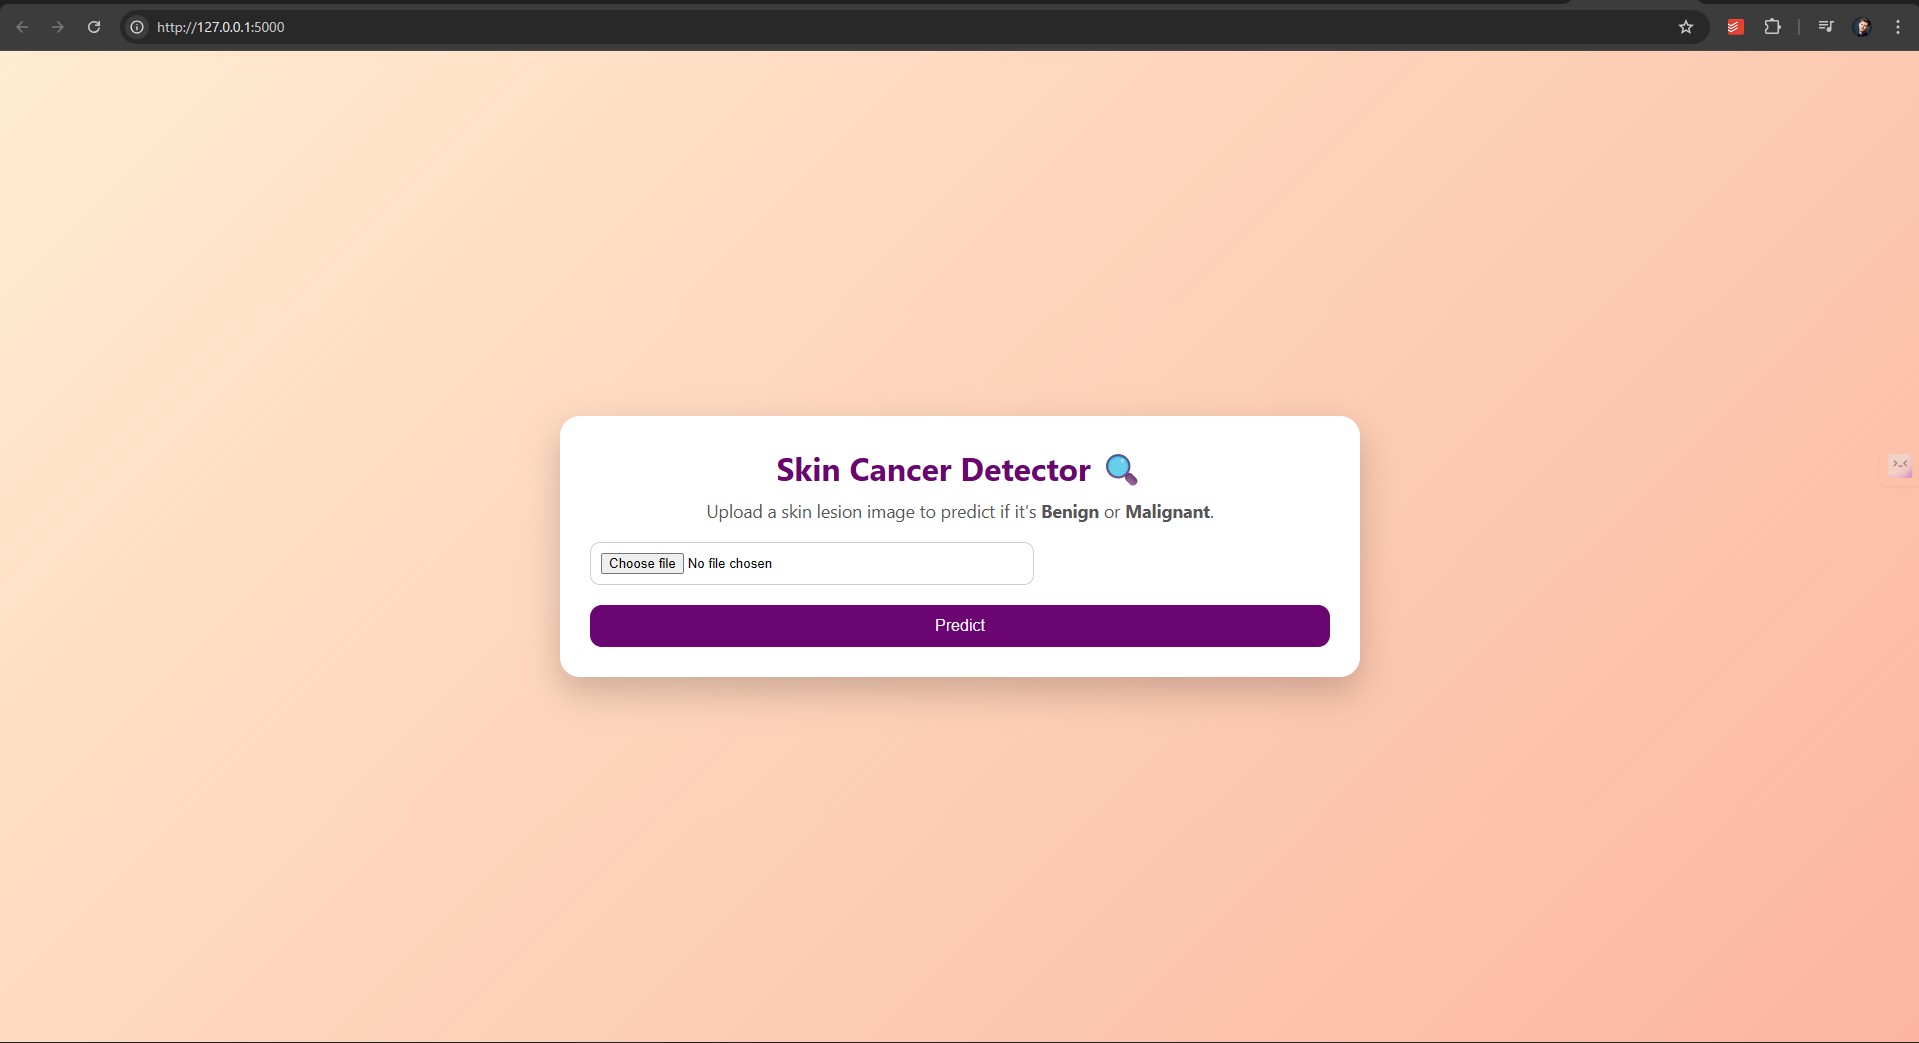 http://127.0.0.1:5000
Skin Cancer Detector
Upload a skin lesion image to predict if it's Benign or Malignant.
Choose file No file chosen
Predict